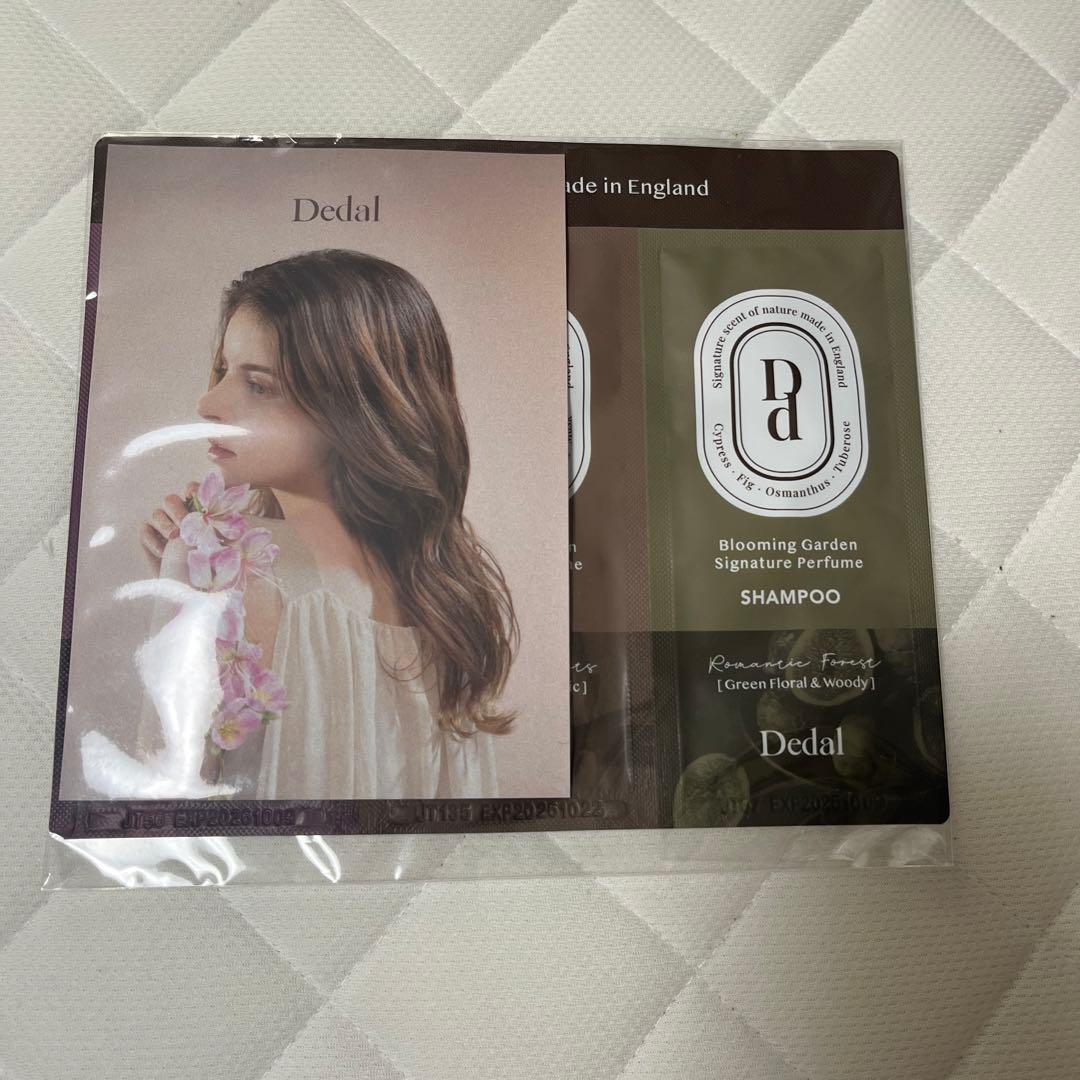 Dedal
ade in England
Signature scent of nature made in England
Dd
Cypress · Fig · Osmanthus · Tuberose
Blooming Garden
Signature Perfume
SHAMPOO
Romantic Forest
[Green Floral & Woody]
Dedal
EXP20261009
JT135 EXP20261022